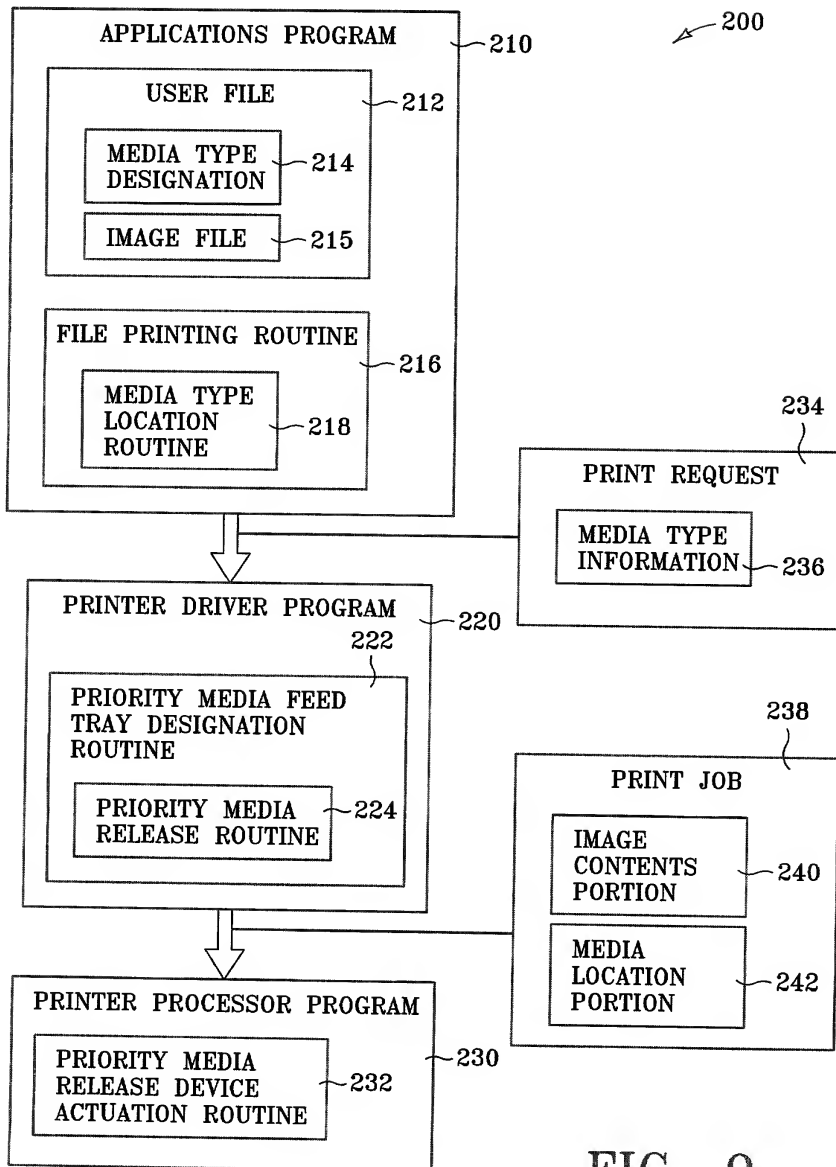 200
APPLICATIONS PROGRAM
210
USER FILE
212
MEDIA TYPE
DESIGNATION
214
IMAGE FILE
215
FILE PRINTING ROUTINE
216
MEDIA TYPE
LOCATION
ROUTINE
218
234
PRINT REQUEST
MEDIA TYPE
INFORMATION
236
PRINTER DRIVER PROGRAM
220
222
PRIORITY MEDIA FEED
TRAY DESIGNATION
ROUTINE
PRIORITY MEDIA
RELEASE ROUTINE
224
238
PRINT JOB
IMAGE
CONTENTS
PORTION
240
MEDIA
LOCATION
PORTION
242
PRINTER PROCESSOR PROGRAM
230
PRIORITY MEDIA
RELEASE DEVICE
ACTUATION ROUTINE
232
FIG.